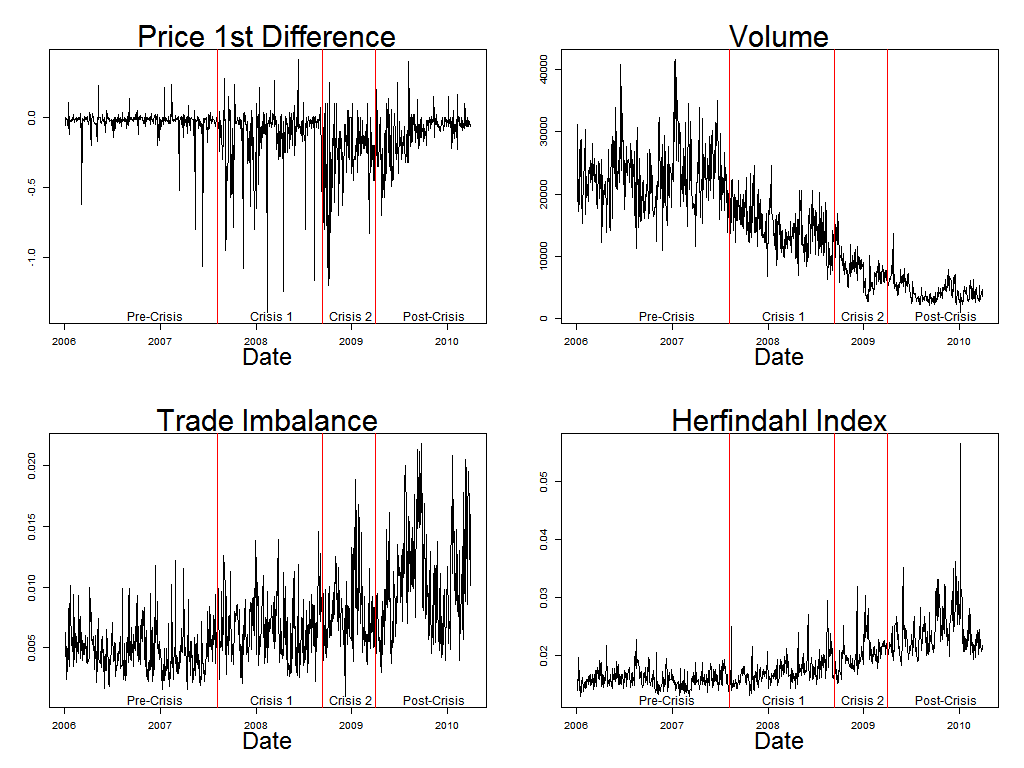 Price 1st Difference
0.0
-0.5
-1.0
Pre-Crisis Crisis 1 Crisis 2 Post-Crisis
2006 2007 2008 2009 2010
Date
Volume
40000
30000
20000
10000
0
Pre-Crisis Crisis 1 Crisis 2 Post-Crisis
2006 2007 2008 2009 2010
Date
Trade Imbalance
0.020
0.015
0.010
0.005
Pre-Crisis Crisis 1 Crisis 2 Post-Crisis
2006 2007 2008 2009 2010
Date
Herfindahl Index
0.05
0.04
0.03
0.02
Pre-Crisis Crisis 1 Crisis 2 Post-Crisis
2006 2007 2008 2009 2010
Date